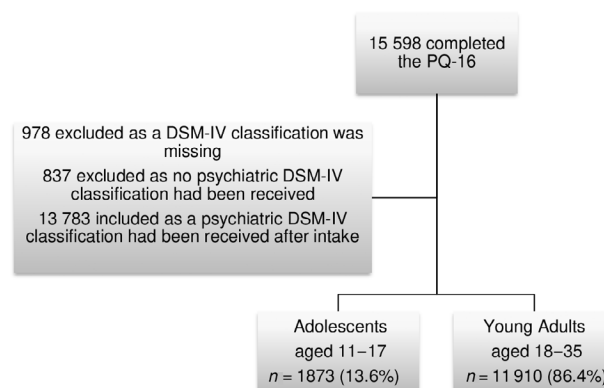 15 598 completed
the PQ-16
978 excluded as a DSM-IV classification was
missing
837 excluded as no psychiatric DSM-IV
classification had been received
13 783 included as a psychiatric DSM-IV
classification had been received after intake
Adolescents
aged 11–17
n = 1873 (13.6%)
Young Adults
aged 18–35
n = 11 910 (86.4%)